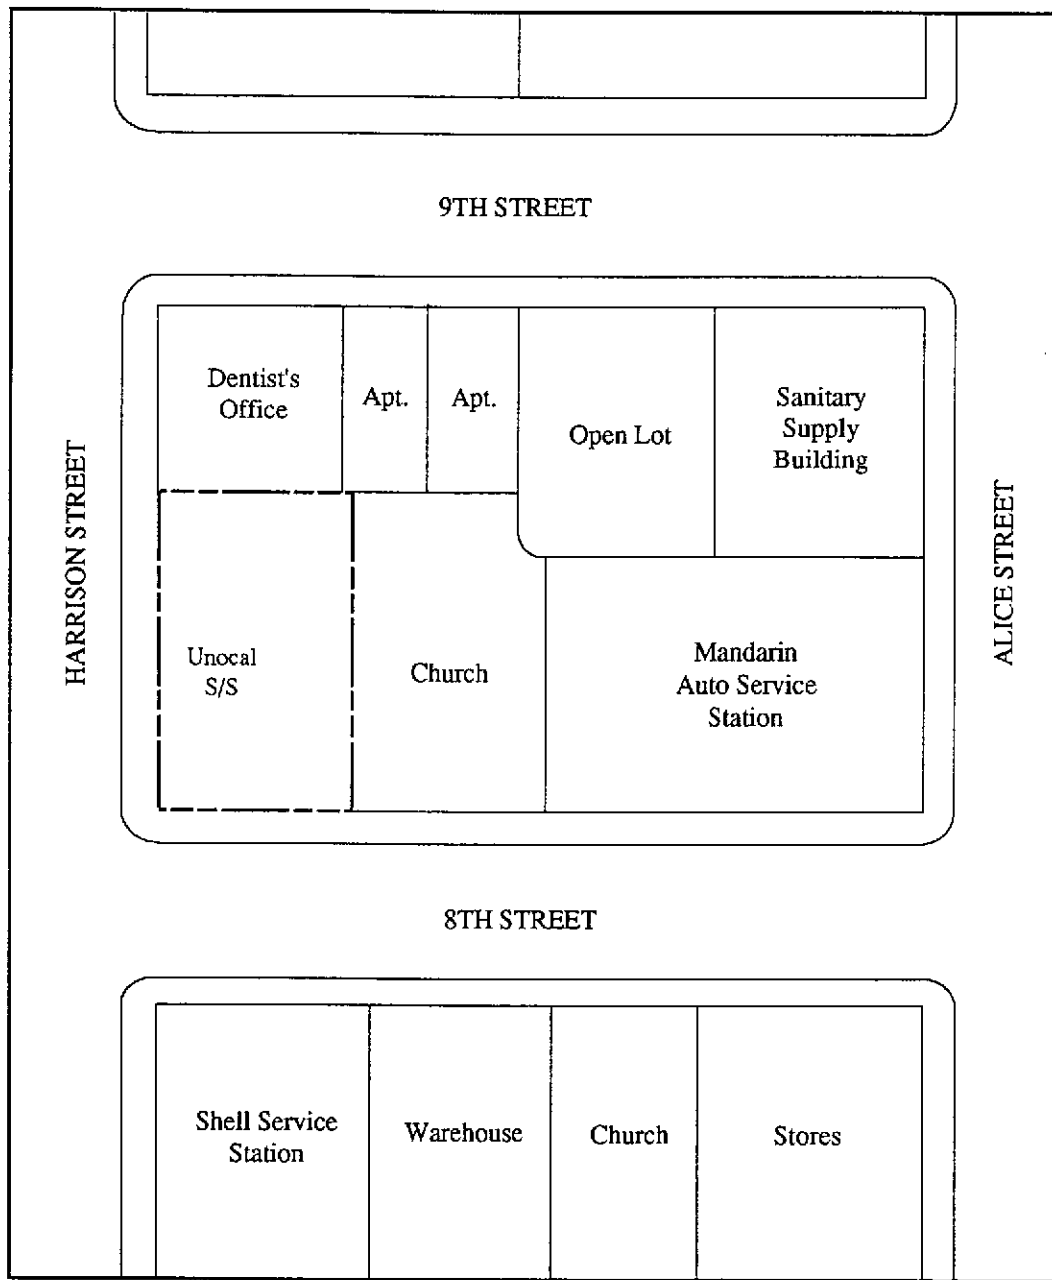 9TH STREET
Dentist's
Office
Apt.
Apt.
Open Lot
Sanitary
Supply
Building
HARRISON STREET
ALICE STREET
Unocal
S/S
Church
Mandarin
Auto Service
Station
8TH STREET
Shell Service
Station
Warehouse
Church
Stores